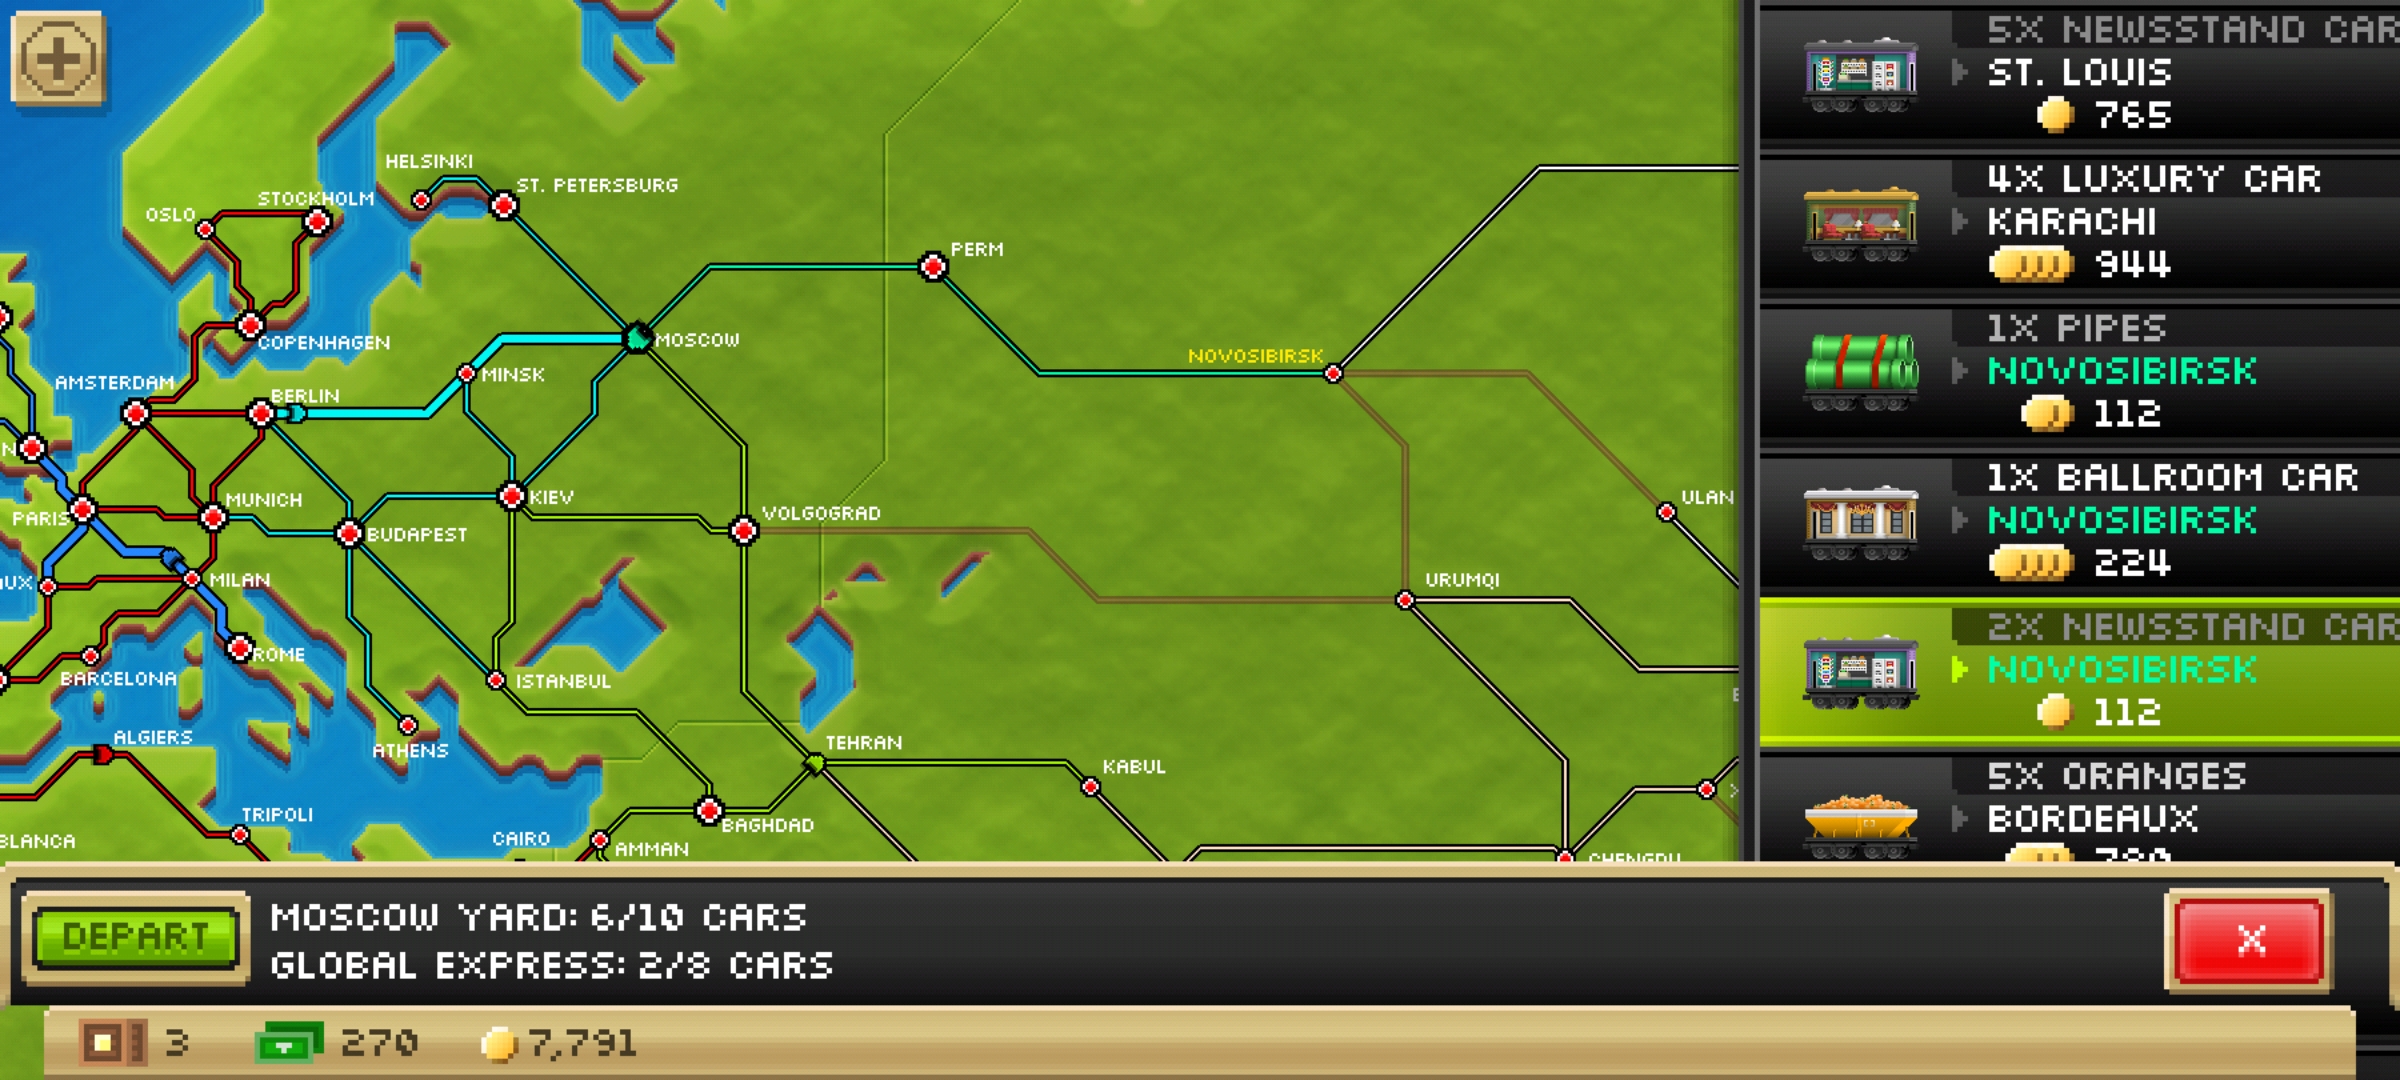 HELSINKI
ST. PETERSBURG
STOCKHOLM
OSLO
PERM
COPENHAGEN
MOSCOW
NOVOSIBIRSK
MINSK
AMSTERDAM
BERLIN
N
MUNICH
KIEV
ULAN
PARIS
BUDAPEST
VOLGOGRAD
UX
MILAN
URUMQI
ROME
BARCELONA
ISTANBUL
ALGIERS
ATHENS
TEHRAN
KABUL
TRIPOLI
BAGHDAD
BLANCA
CAIRO
AMMAN
CHENGDU
5X NEWSSTAND CAR
ST. LOUIS
765
4X LUXURY CAR
KARACHI
944
1X PIPES
NOVOSIBIRSK
112
1X BALLROOM CAR
NOVOSIBIRSK
224
2X NEWSSTAND CAR
NOVOSIBIRSK
112
5X ORANGES
BORDEAUX
DEPART
MOSCOW YARD: 6/10 CARS
GLOBAL EXPRESS: 2/8 CARS
X
3
270
7,791